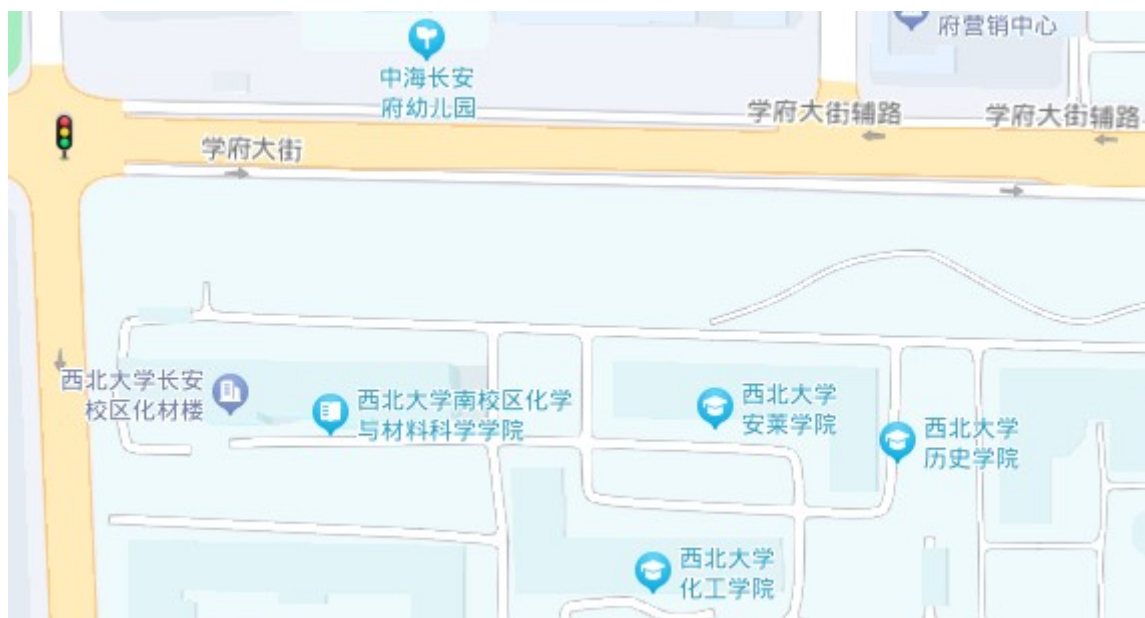 府营销中心
中海长安
府幼儿园
学府大街辅路
学府大街辅路
学府大街
西北大学长安
校区化材楼
西北大学南校区化学
与材料科学学院
西北大学
安莱学院
西北大学
历史学院
西北大学
化工学院